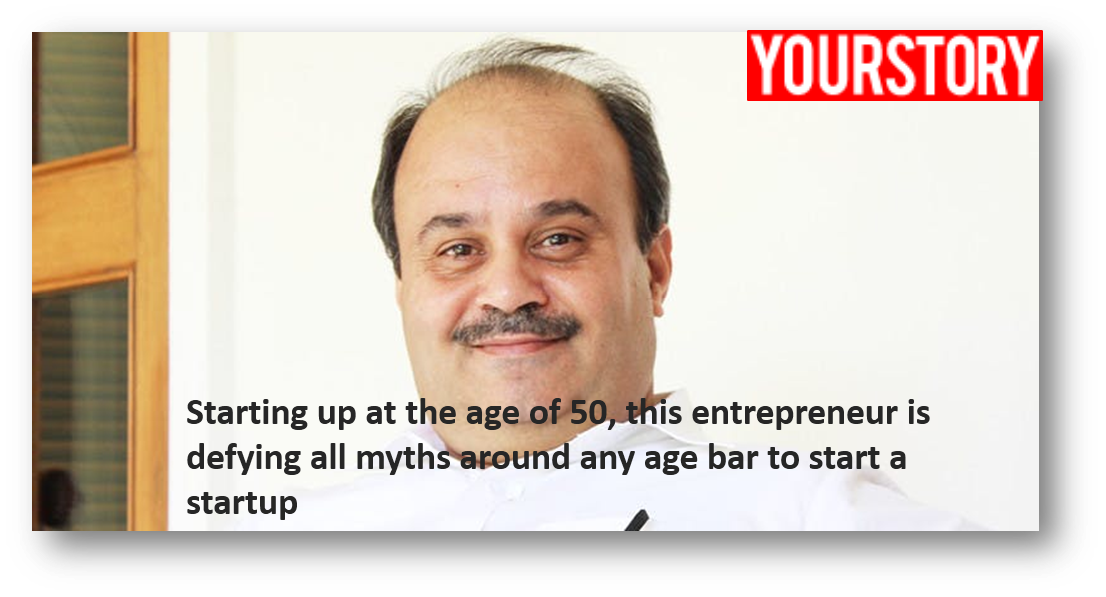 YOURSTORY
Starting up at the age of 50, this entrepreneur is
defying all myths around any age bar to start a
startup